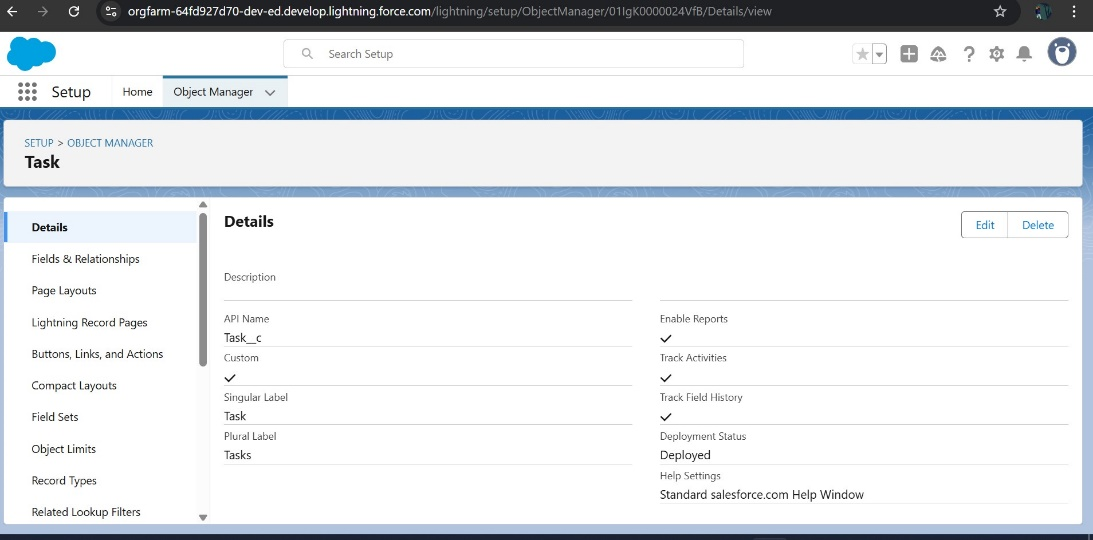 orgfarm-64fd927d70-dev-ed.develop.lightning.force.com/lightning/setup/ObjectManager/01IgK0000024VfB/Details/view
Search Setup
Setup Home Object Manager
SETUP > OBJECT MANAGER
Task
Details
Fields & Relationships
Page Layouts
Lightning Record Pages
Buttons, Links, and Actions
Compact Layouts
Field Sets
Object Limits
Record Types
Related Lookup Filters
Details
Edit Delete
Description
API Name
Task__c
Custom
Singular Label
Task
Plural Label
Tasks
Enable Reports
Track Activities
Track Field History
Deployment Status
Deployed
Help Settings
Standard salesforce.com Help Window